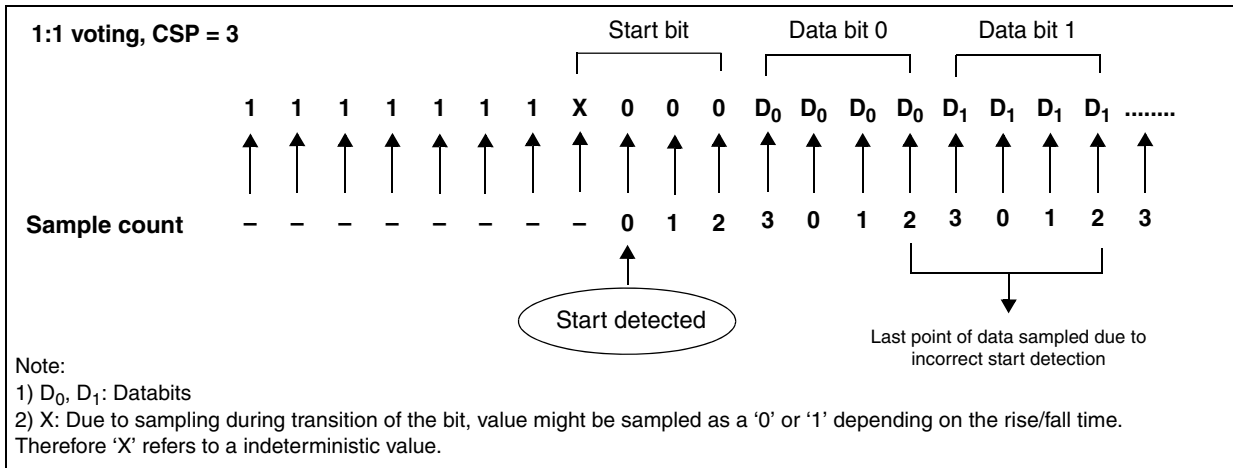 1:1 voting, CSP = 3
Start bit Data bit 0 Data bit 1
1 1 1 1 1 1 1 X 0 0 0 D0 D0 D0 D0 D1 D1 D1 D1 ........
Sample count – – – – – – – – 0 1 2 3 0 1 2 3 0 1 2 3
Start detected
Last point of data sampled due to
incorrect start detection
Note:
1) D0, D1: Databits
2) X: Due to sampling during transition of the bit, value might be sampled as a ‘0’ or ‘1’ depending on the rise/fall time.
Therefore ‘X’ refers to a indeterministic value.